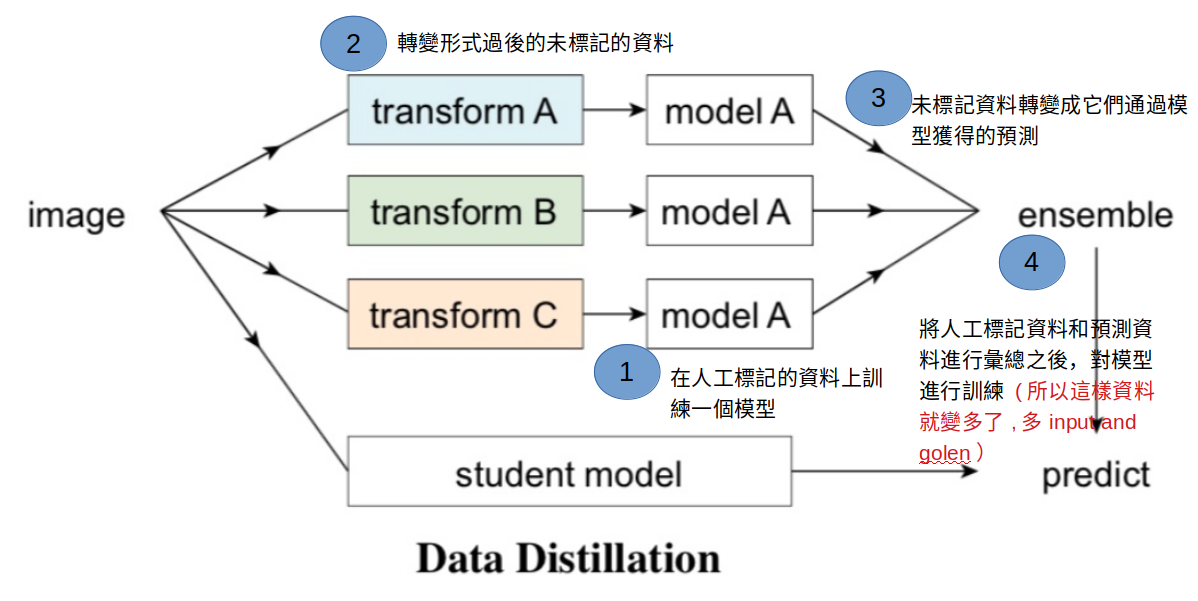 2 轉變形式過後的未標記的資料
transform A
model A
3 未標記資料轉變成它們通過模
型獲得的預測
image
transform B
model A
ensemble
4
transform C
model A
1 在人工標記的資料上訓
練一個模型
將人工標記資料和預測資
料進行彙總之後，對模型
進行訓練（所以這樣資料
就變多了 , 多 input and
golen ）
student model
predict
Data Distillation